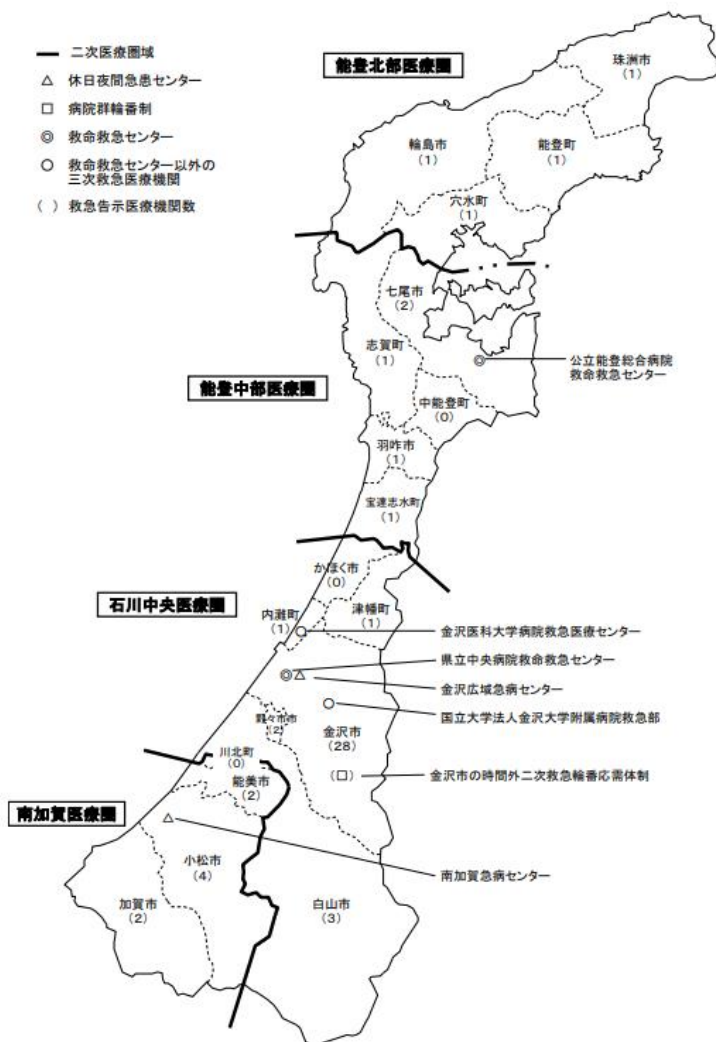 二次医療圏域
△ 休日夜間急患センター
□ 病院群輪番制
◎ 救命救急センター
○ 救命救急センター以外の
三次救急医療機関
( ) 救急告示医療機関数
能登北部医療圏
珠洲市
(1)
輪島市
(1)
能登町
(1)
穴水町
(1)
七尾市
(2)
志賀町
(1)
公立能登総合病院
救命救急センター
能登中部医療圏
中能登町
(0)
羽咋市
(1)
宝達志水町
(1)
かほく市
(0)
石川中央医療圏
内灘町
(1)
津幡町
(1)
金沢医科大学病院救急医療センター
県立中央病院救命救急センター
金沢広域急病センター
国立大学法人金沢大学附属病院救急部
野々市市
(2)
金沢市
(28)
川北町
(0)
(□)
金沢市の時間外二次救急輪番応需体制
能美市
(2)
南加賀医療圏
小松市
(4)
南加賀急病センター
加賀市
(2)
白山市
(3)